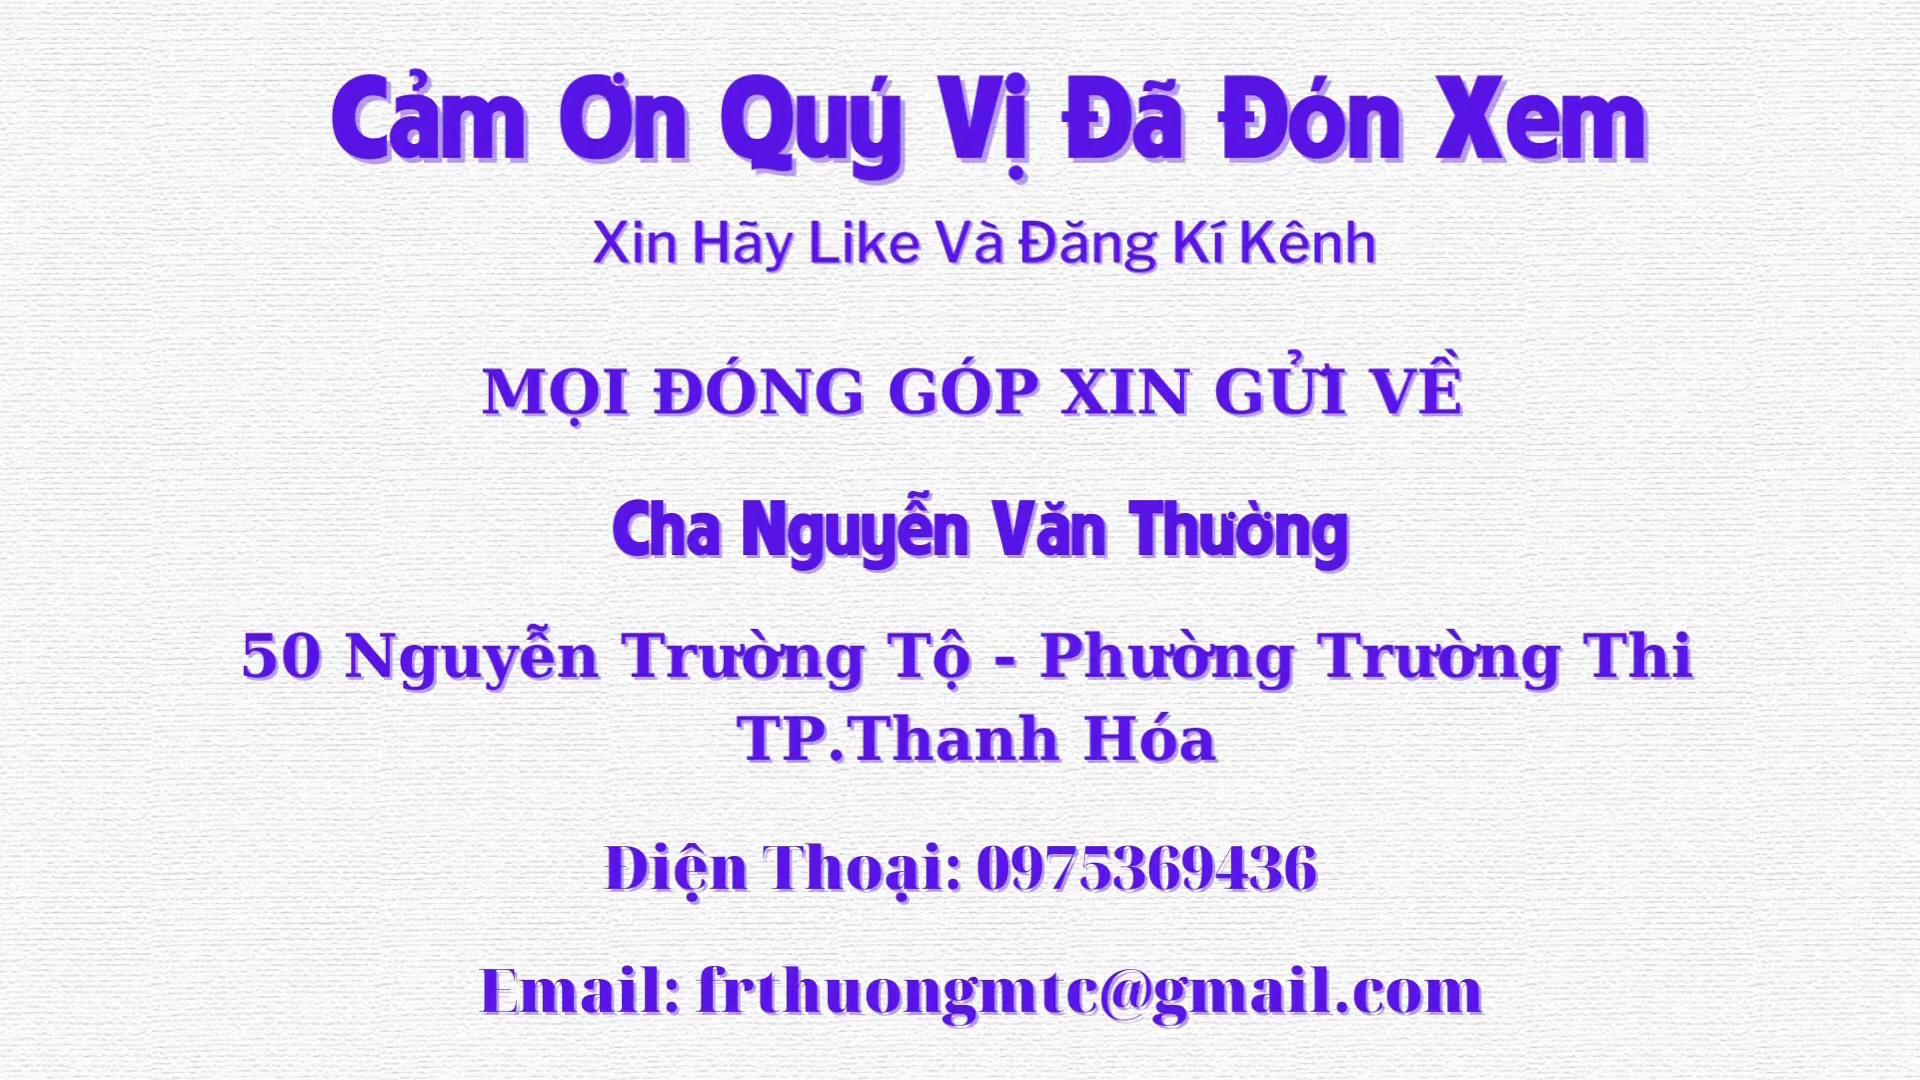 Cảm Ơn Quý Vị Đã Đón Xem
Xin Hãy Like Và Đăng Kí Kênh
MỌI ĐÓNG GÓP XIN GỬI VỀ
Cha Nguyễn Văn Thường
50 Nguyễn Trường Tộ - Phường Trường Thi
TP.Thanh Hóa
Điện Thoại: 0975369436
Email: frthuongmtc@gmail.com